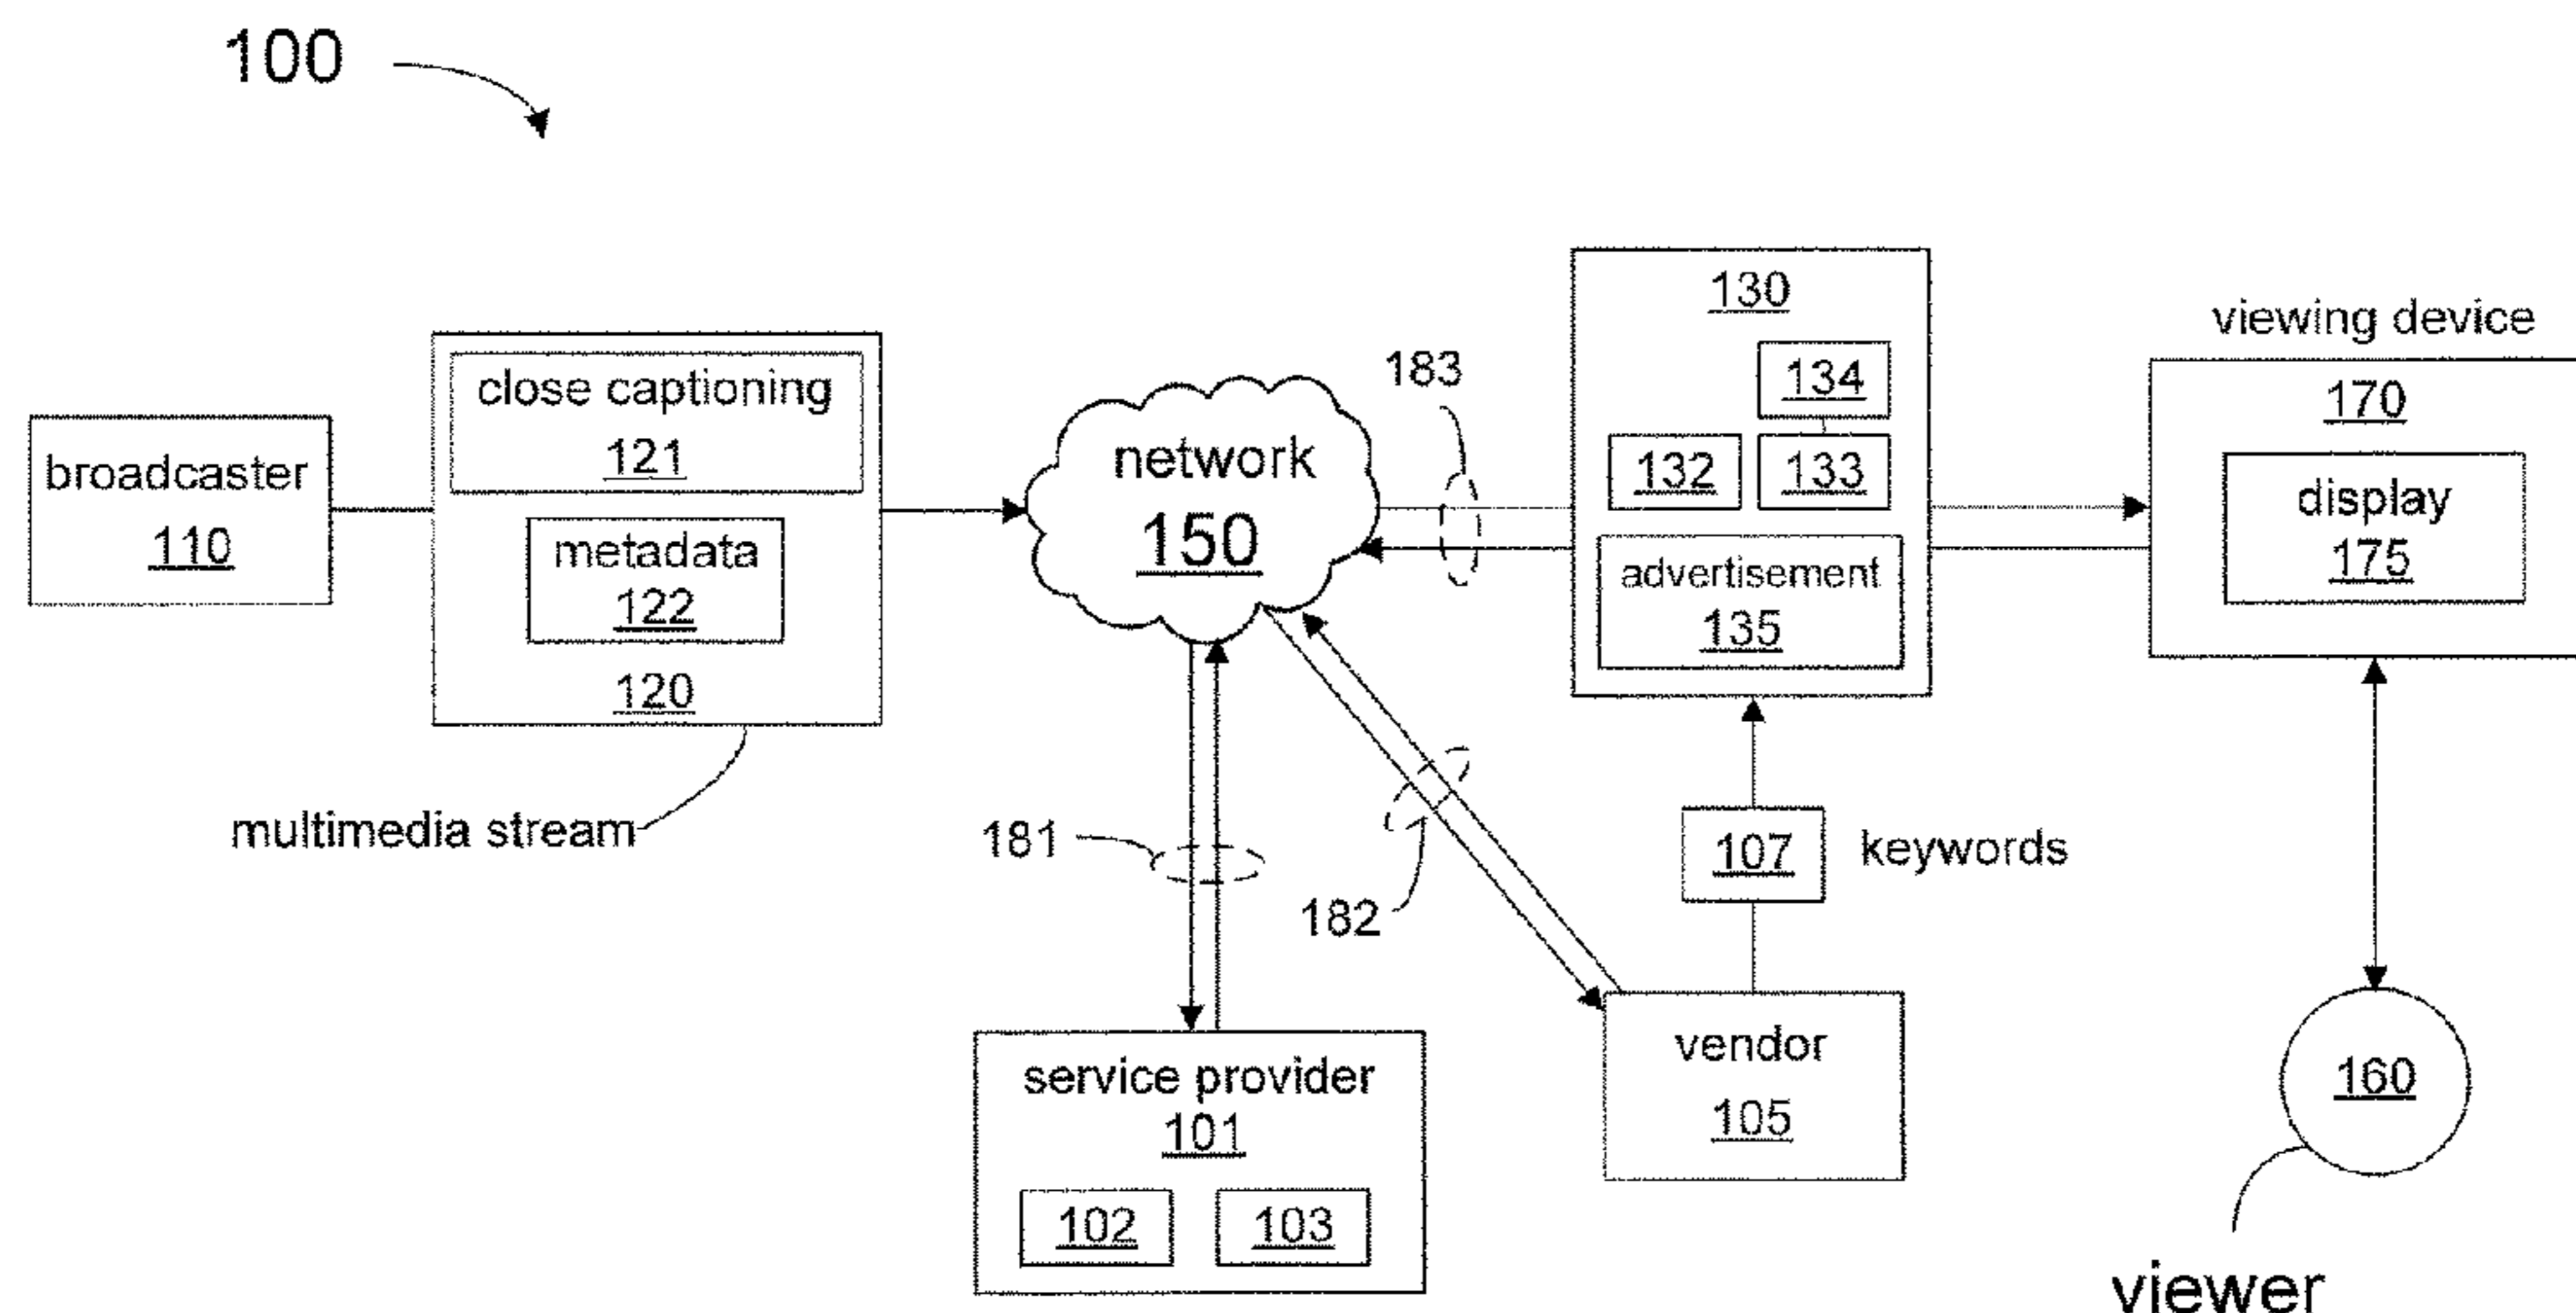 100
broadcaster
110
close captioning
121
metadata
122
120
multimedia stream
network
150
183
130
134
132
133
advertisement
135
viewing device
170
display
175
181
182
107
keywords
service provider
101
102
103
vendor
105
160
viewer